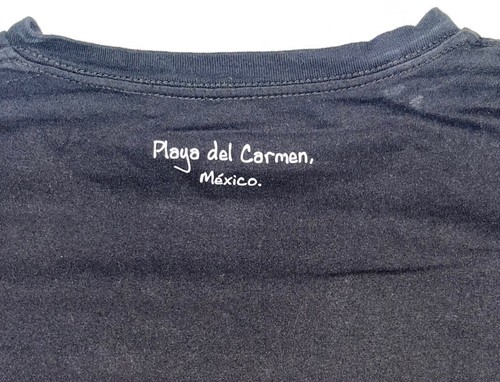 Playa del Carmen,
México.